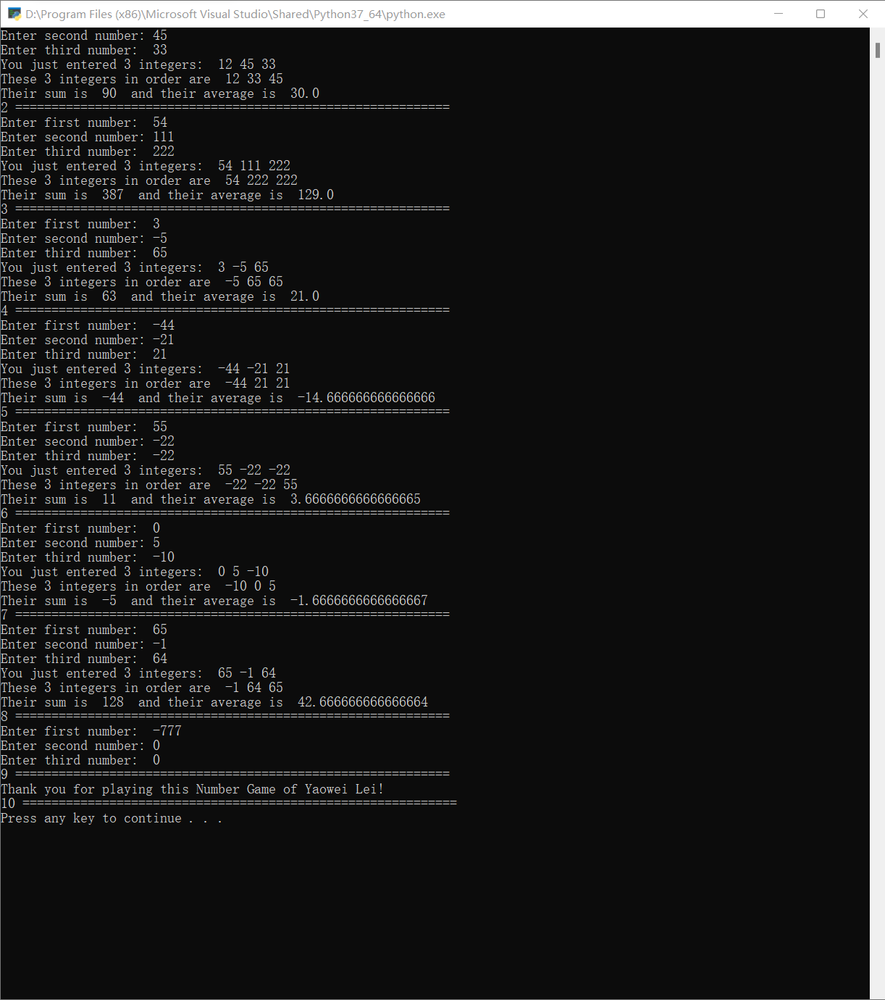 D:\Program Files (x86)\Microsoft Visual Studio\Shared\Python37_64\python.exe
Enter second number: 45
Enter third number:  33
You just entered 3 integers:  12 45 33
These 3 integers in order are  12 33 45
Their sum is  90  and their average is  30.0
2 ============================================================
Enter first number:  54
Enter second number: 111
Enter third number:  222
You just entered 3 integers:  54 111 222
These 3 integers in order are  54 222 222
Their sum is  387  and their average is  129.0
3 ============================================================
Enter first number:  3
Enter second number: -5
Enter third number:  65
You just entered 3 integers:  3 -5 65
These 3 integers in order are  -5 65 65
Their sum is  63  and their average is  21.0
4 ============================================================
Enter first number:  -44
Enter second number: -21
Enter third number:  21
You just entered 3 integers:  -44 -21 21
These 3 integers in order are  -44 21 21
Their sum is  -44  and their average is  -14.666666666666666
5 ============================================================
Enter first number:  55
Enter second number: -22
Enter third number:  -22
You just entered 3 integers:  55 -22 -22
These 3 integers in order are  -22 -22 55
Their sum is  11  and their average is  3.6666666666666665
6 ============================================================
Enter first number:  0
Enter second number: 5
Enter third number:  -10
You just entered 3 integers:  0 5 -10
These 3 integers in order are  -10 0 5
Their sum is  -5  and their average is  -1.6666666666666667
7 ============================================================
Enter first number:  65
Enter second number: -1
Enter third number:  64
You just entered 3 integers:  65 -1 64
These 3 integers in order are  -1 64 65
Their sum is  128  and their average is  42.666666666666664
8 ============================================================
Enter first number:  -777
Enter second number: 0
Enter third number:  0
9 ============================================================
Thank you for playing this Number Game of Yaowei Lei!
10 ============================================================
Press any key to continue . . .